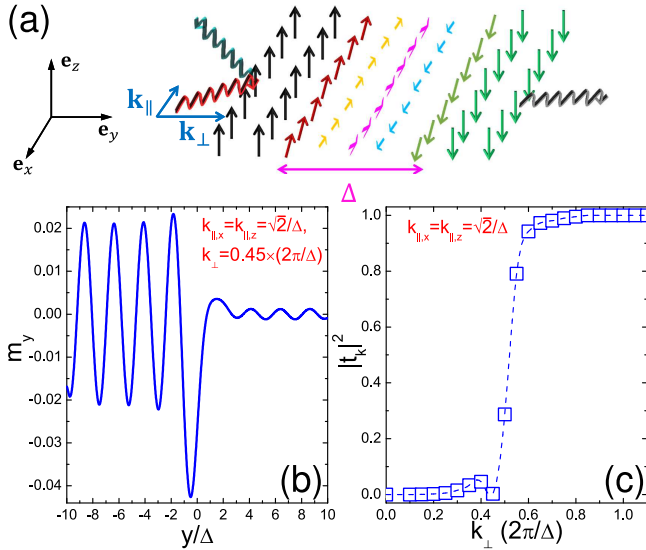 (a)
e_z
k_∥
k_⊥
e_y
e_x
Δ
0.02
0.01
0.00
-0.01
-0.02
-0.03
-0.04
m_y
k_∥,x=k_∥,z=√2/Δ,
k_⊥=0.45×(2π/Δ)
(b)
-10 -8 -6 -4 -2 0 2 4 6 8 10
y/Δ
1.0
0.8
0.6
0.4
0.2
0.0
|t_k|^2
k_∥,x=k_∥,z=√2/Δ
(c)
0.0 0.2 0.4 0.6 0.8 1.0
k_⊥ (2π/Δ)